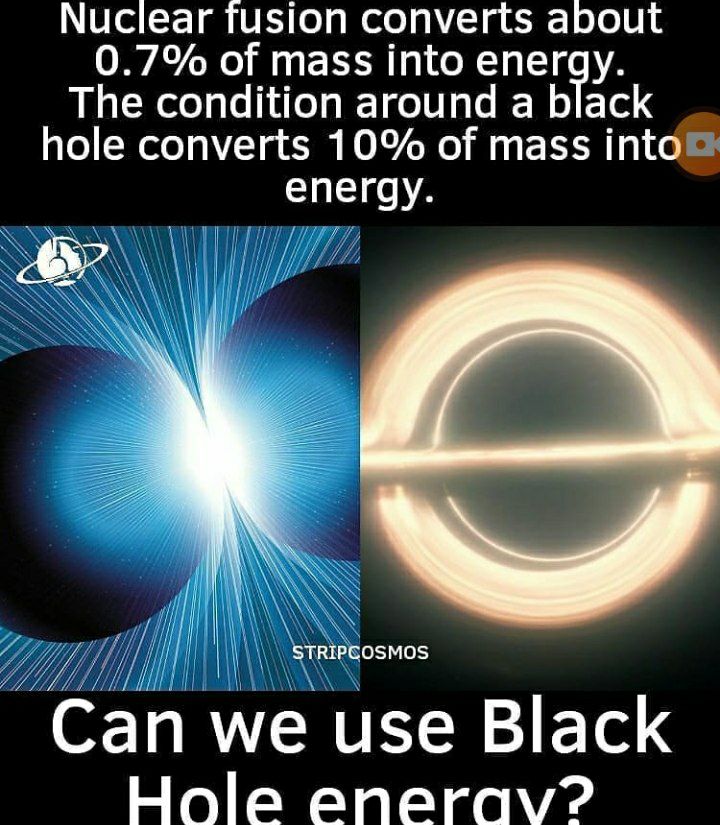 Nuclear fusion converts about
0.7% of mass into energy.
The condition around a black
hole converts 10% of mass into
energy.
STRIPCOSMOS
Can we use Black
Hole energy?